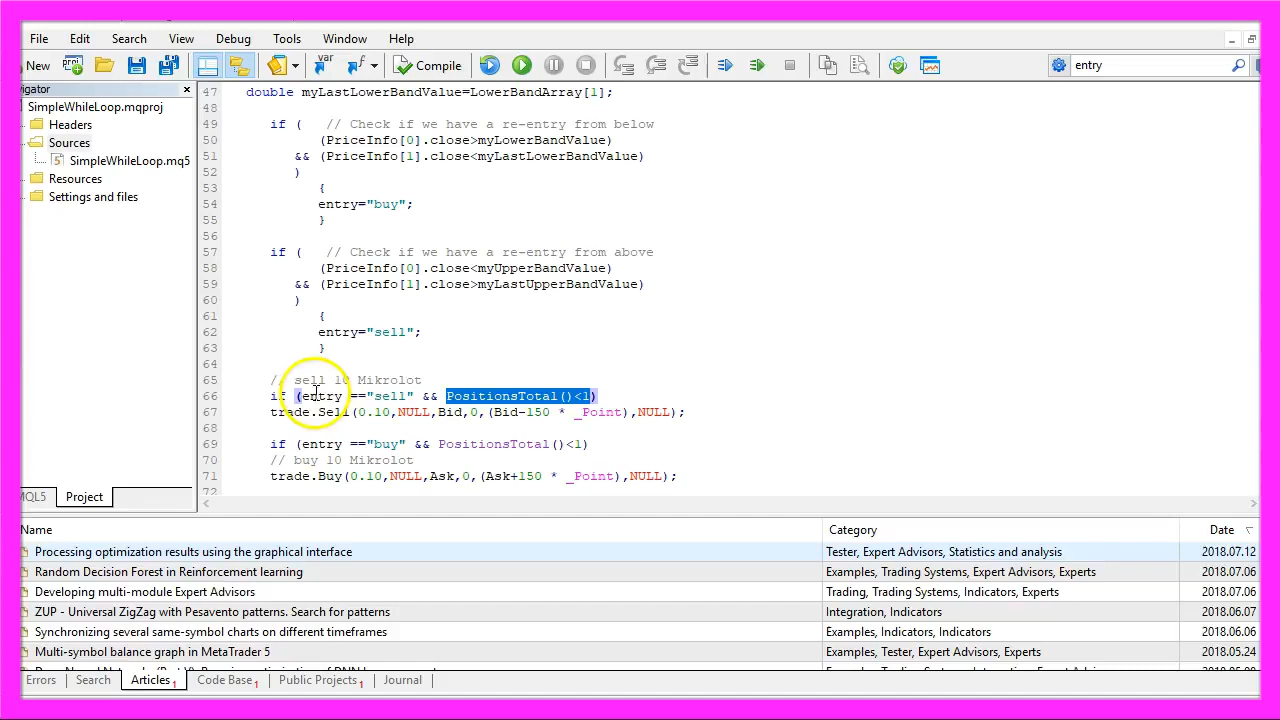 File Edit Search View Debug Tools Window Help
New Compile entry
vigator
SimpleWhileLoop.mqproj
Headers
Sources
SimpleWhileLoop.mq5
Resources
Settings and files
MQL5 Project
47 double myLastLowerBandValue=LowerBandArray[1];
48
49 if ( // Check if we have a re-entry from below
50 (PriceInfo[0].close>myLowerBandValue)
51 && (PriceInfo[1].close<myLastLowerBandValue)
52 )
53 {
54 entry="buy";
55 }
56
57 if ( // Check if we have a re-entry from above
58 (PriceInfo[0].close<myUpperBandValue)
59 && (PriceInfo[1].close>myLastUpperBandValue)
60 )
61 {
62 entry="sell";
63 }
64
65 // sell 10 Mikrolot
66 if (entry =="sell" && PositionsTotal()<1)
67 trade.Sell(0.10,NULL,Bid,0,(Bid-150 * _Point),NULL);
68
69 if (entry =="buy" && PositionsTotal()<1)
70 // buy 10 Mikrolot
71 trade.Buy(0.10,NULL,Ask,0,(Ask+150 * _Point),NULL);
72
Name Category Date
Processing optimization results using the graphical interface Tester, Expert Advisors, Statistics and analysis 2018.07.12
Random Decision Forest in Reinforcement learning Examples, Trading Systems, Expert Advisors, Experts 2018.07.06
Developing multi-module Expert Advisors Trading, Trading Systems, Indicators, Experts 2018.07.06
ZUP - Universal ZigZag with Pesavento patterns. Search for patterns Integration, Indicators 2018.06.07
Synchronizing several same-symbol charts on different timeframes Examples, Indicators, Indicators 2018.06.06
Multi-symbol balance graph in MetaTrader 5 Examples, Tester, Expert Advisors, Experts 2018.05.24
Errors Search Articles 1 Code Base 1 Public Projects 1 Journal